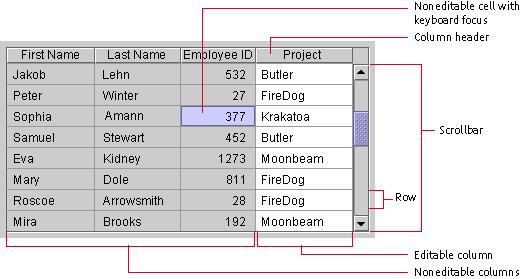 Noneditable cell with
keyboard focus
Column header
First Name Last Name Employee ID Project
Jakob Lehn 532 Butler
Peter Winter 27 FireDog
Sophia Amann 377 Krakatoa
Samuel Stewart 452 Butler
Eva Kidney 1273 Moonbeam
Mary Dole 811 FireDog
Roscoe Arrowsmith 28 FireDog
Mira Brooks 192 Moonbeam
Scrollbar
Row
Editable column
Noneditable columns